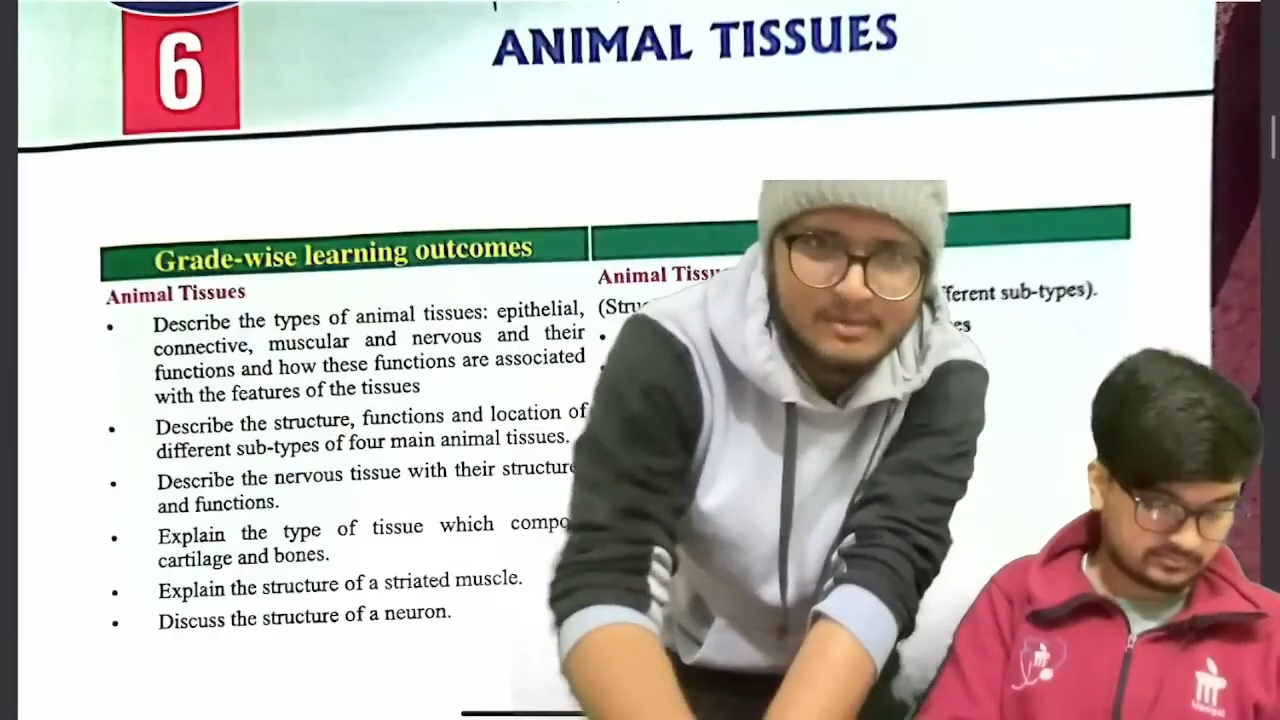 6
ANIMAL TISSUES
Grade-wise learning outcomes
Animal Tissues
• Describe the types of animal tissues: epithelial,
connective, muscular and nervous and their
functions and how these functions are associated
with the features of the tissues
• Describe the structure, functions and location of
different sub-types of four main animal tissues.
• Describe the nervous tissue with their structure
and functions.
• Explain the type of tissue which
cartilage and bones.
• Explain the structure of a striated muscle.
• Discuss the structure of a neuron.
Animal
sub-types).
•
Manipal